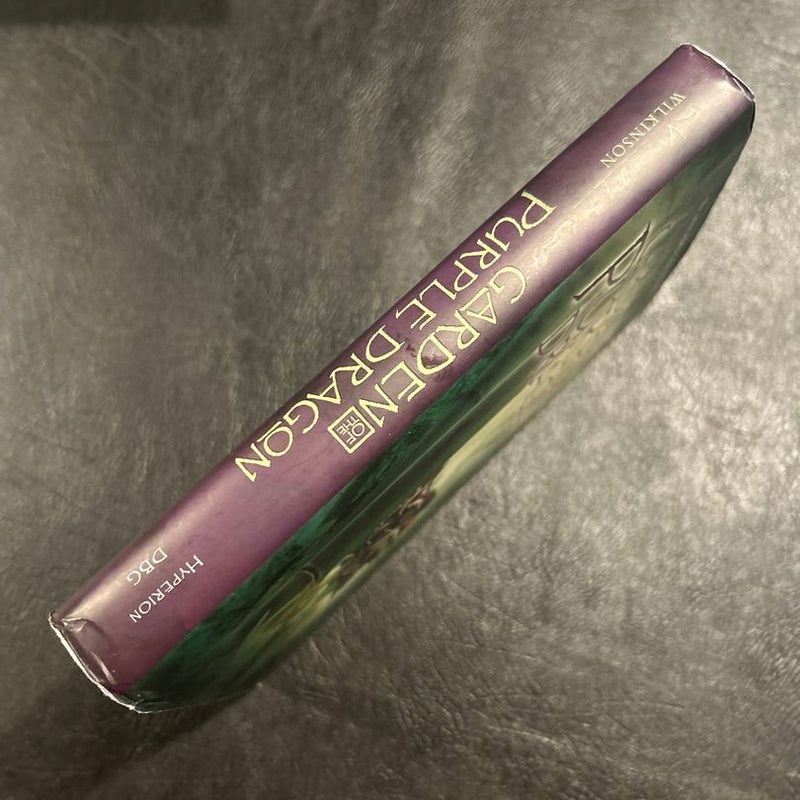 WILKINSON
GARDEN OF THE
PURPLE DRAGON
HYPERION
DBG